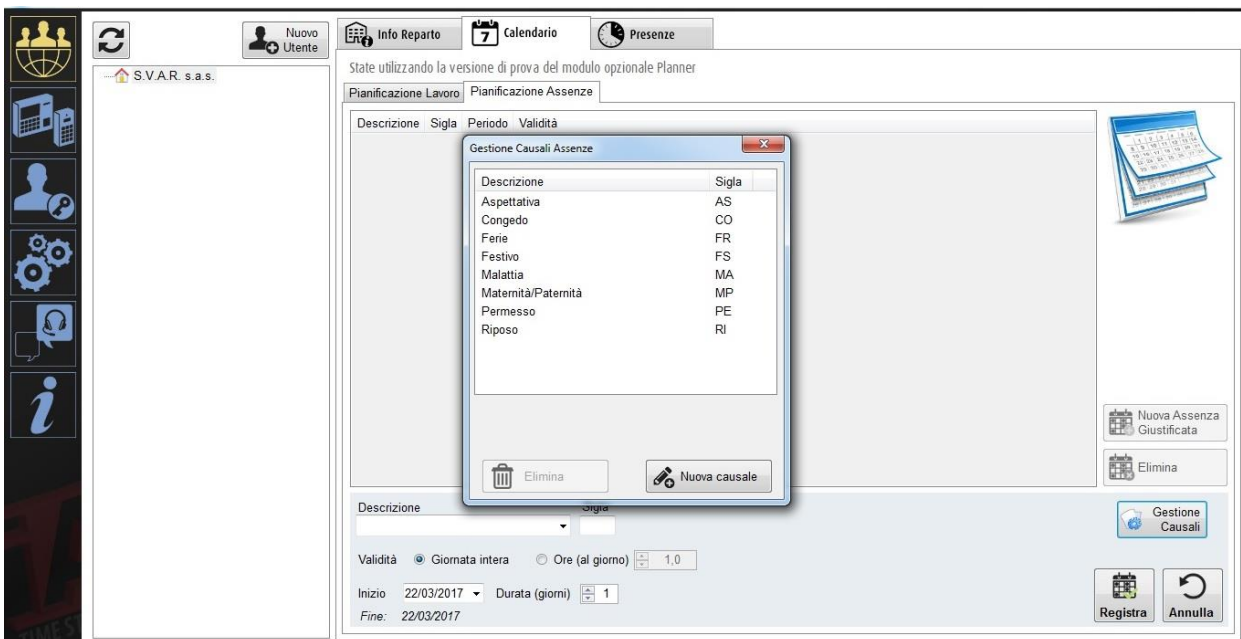 Nuovo
Utente
S.V.A.R. s.a.s.
Info Reparto
7
Calendario
Presenze
State utilizzando la versione di prova del modulo opzionale Planner
Pianificazione Lavoro
Pianificazione Assenze
Descrizione Sigla Periodo Validità
Gestione Causali Assenze
Descrizione Sigla
Aspettativa AS
Congedo CO
Ferie FR
Festivo FS
Malattia MA
Maternità/Paternità MP
Permesso PE
Riposo RI
Elimina
Nuova causale
Nuova Assenza
Giustificata
Elimina
Gestione
Causali
Descrizione Sigla
Validità Giornata intera Ore (al giorno) 1,0
Inizio 22/03/2017 Durata (giorni) 1
Fine: 22/03/2017
Registra
Annulla